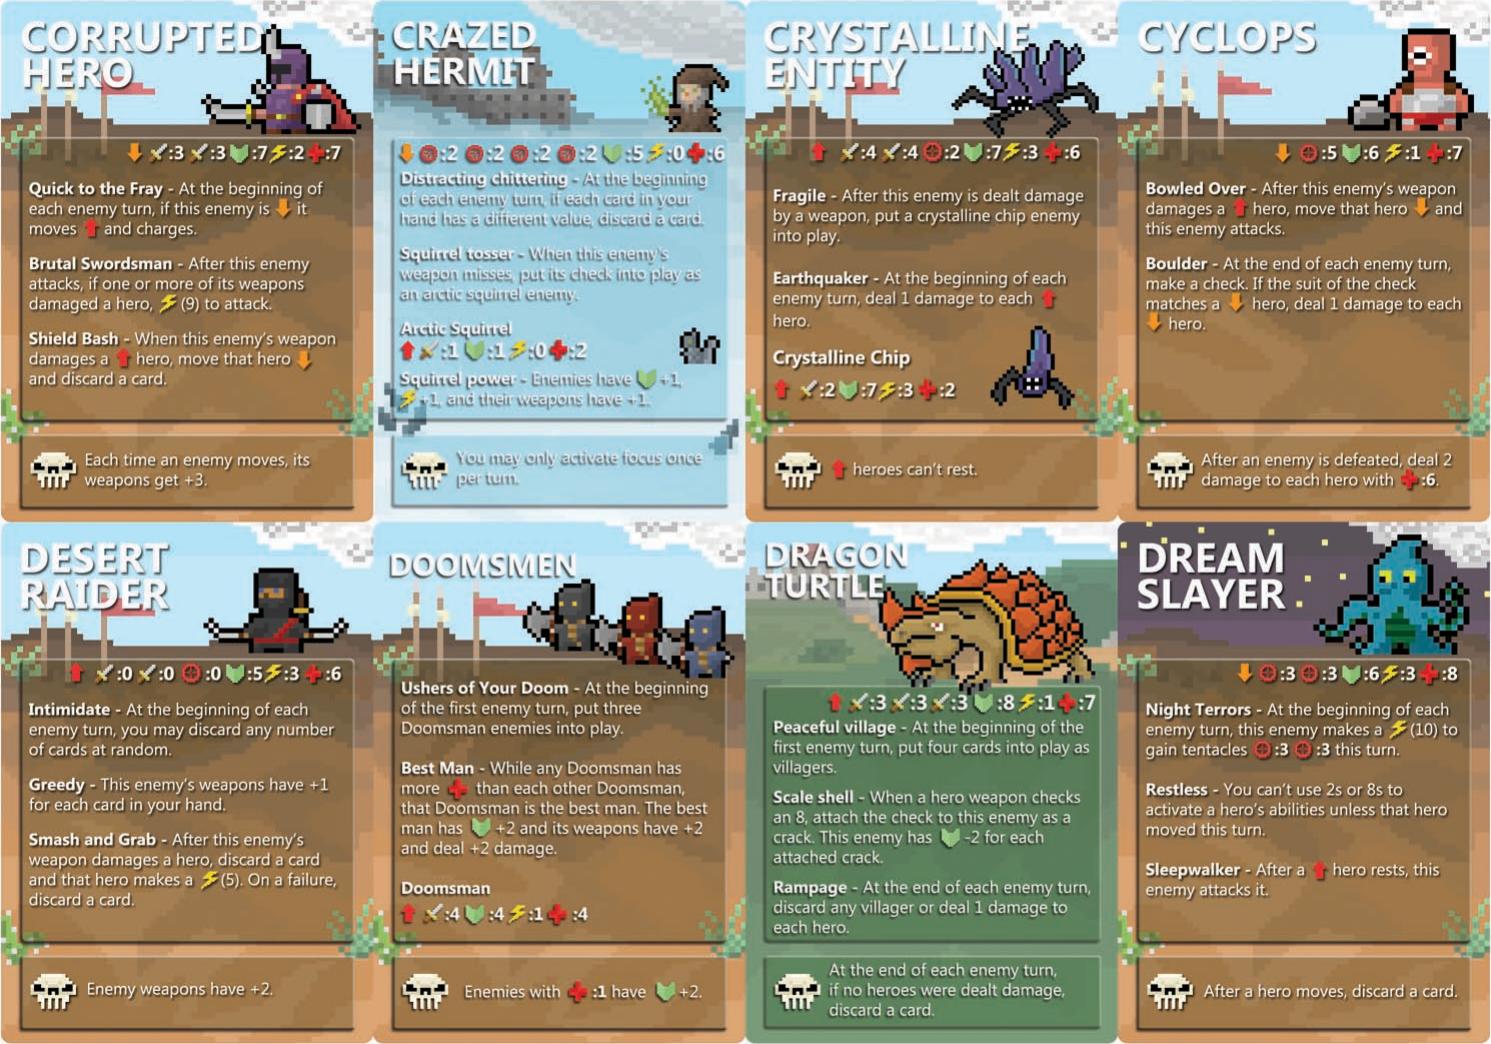 CORRUPTED
HERO
:3 :3 :7 :2 :7
Quick to the Fray - At the beginning of
each enemy turn, if this enemy is it
moves and charges.
Brutal Swordsman - After this enemy
attacks, if one or more of its weapons
damaged a hero, (9) to attack.
Shield Bash - When this enemy's weapon
damages a hero, move that hero
and discard a card.
Each time an enemy moves, its
weapons get +3.
CRAZED
HERMIT
:2 :2 :2 :2 :5 :0 :6
Distracting chittering - At the beginning
of each enemy turn, if each card in your
hand has a different value, discard a card.
Squirrel tosser - When this enemy's
weapon misses, put its check into play as
an arctic squirrel enemy.
Arctic Squirrel
:1 :1 :0 :2
Squirrel power - Enemies have +1,
+1, and their weapons have +1.
You may only activate focus once
per turn.
CRYSTALLINE
ENTITY
:4 :4 :2 :7 :3 :6
Fragile - After this enemy is dealt damage
by a weapon, put a crystalline chip enemy
into play.
Earthquaker - At the beginning of each
enemy turn, deal 1 damage to each
hero.
Crystalline Chip
:2 :7 :3 :2
heroes can't rest.
CYCLOPS
:5 :6 :1 :7
Bowled Over - After this enemy's weapon
damages a hero, move that hero and
this enemy attacks.
Boulder - At the end of each enemy turn,
make a check. If the suit of the check
matches a hero, deal 1 damage to each
hero.
After an enemy is defeated, deal 2
damage to each hero with :6.
DESERT
RAIDER
:0 :0 :0 :5 :3 :6
Intimidate - At the beginning of each
enemy turn, you may discard any number
of cards at random.
Greedy - This enemy's weapons have +1
for each card in your hand.
Smash and Grab - After this enemy's
weapon damages a hero, discard a card
and that hero makes a (5). On a failure,
discard a card.
Enemy weapons have +2.
DOOMSMEN
Ushers of Your Doom - At the beginning
of the first enemy turn, put three
Doomsman enemies into play.
Best Man - While any Doomsman has
more than each other Doomsman,
that Doomsman is the best man. The best
man has +2 and its weapons have +2
and deal +2 damage.
Doomsman
:4 :4 :1 :4
Enemies with :1 have +2.
DRAGON
TURTLE
:3 :3 :3 :8 :1 :7
Peaceful village - At the beginning of the
first enemy turn, put four cards into play as
villagers.
Scale shell - When a hero weapon checks
an 8, attach the check to this enemy as a
crack. This enemy has -2 for each
attached crack.
Rampage - At the end of each enemy turn,
discard any villager or deal 1 damage to
each hero.
At the end of each enemy turn,
if no heroes were dealt damage,
discard a card.
DREAM
SLAYER
:3 :3 :6 :3 :8
Night Terrors - At the beginning of each
enemy turn, this enemy makes a (10) to
gain tentacles :3 :3 this turn.
Restless - You can't use 2s or 8s to
activate a hero's abilities unless that hero
moved this turn.
Sleepwalker - After a hero rests, this
enemy attacks it.
After a hero moves, discard a card.